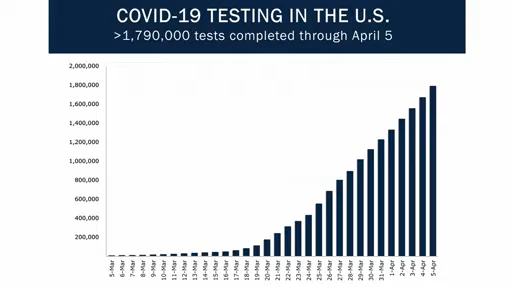 COVID-19 TESTING IN THE U.S.
>1,790,000 tests completed through April 5
2,000,000
1,800,000
1,600,000
1,400,000
1,200,000
1,000,000
800,000
600,000
400,000
200,000
5-Mar
6-Mar
7-Mar
8-Mar
9-Mar
10-Mar
11-Mar
12-Mar
13-Mar
14-Mar
15-Mar
16-Mar
17-Mar
18-Mar
19-Mar
20-Mar
21-Mar
22-Mar
23-Mar
24-Mar
25-Mar
26-Mar
27-Mar
28-Mar
29-Mar
30-Mar
31-Mar
1-Apr
2-Apr
3-Apr
4-Apr
5-Apr